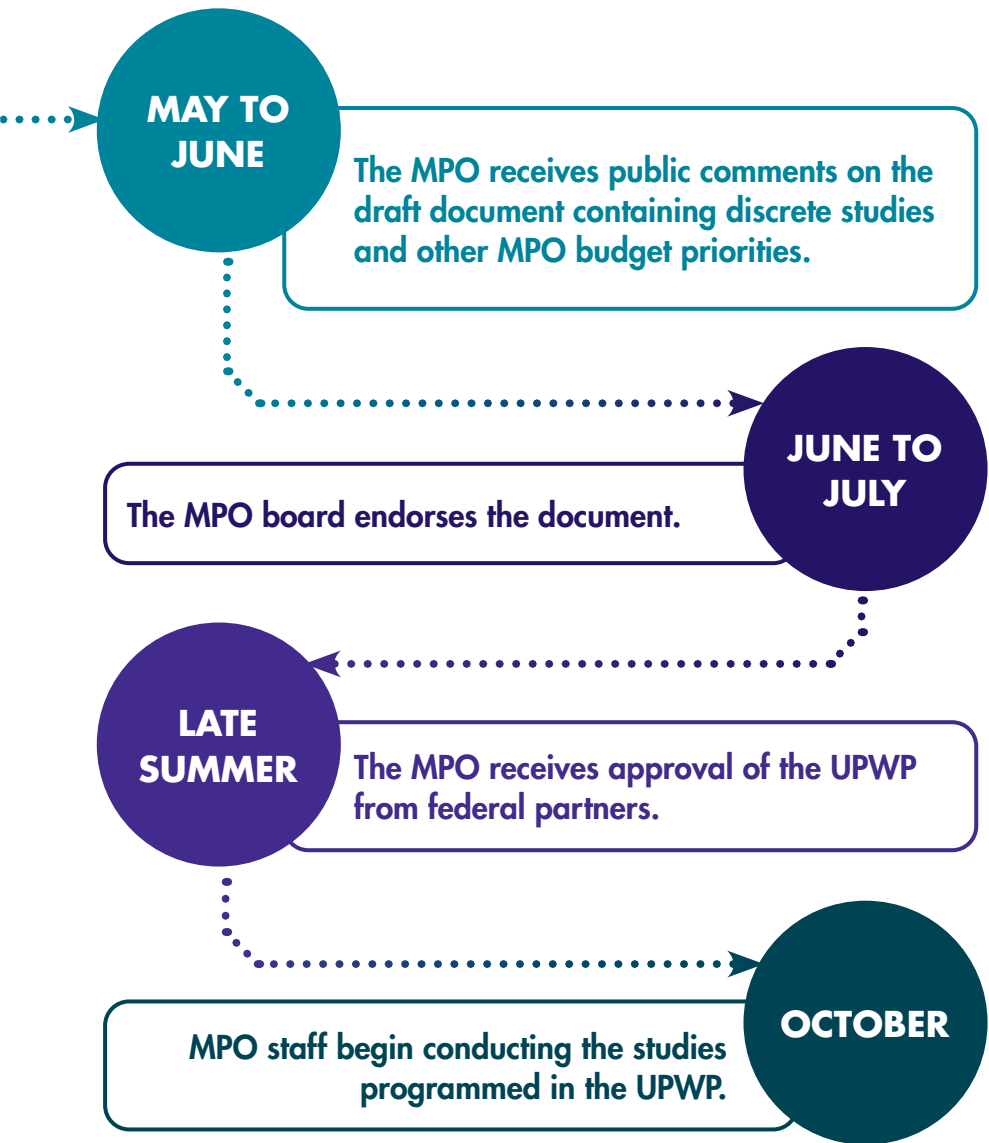 MAY TO
JUNE
The MPO receives public comments on the
draft document containing discrete studies
and other MPO budget priorities.
JUNE TO
JULY
The MPO board endorses the document.
LATE
SUMMER
The MPO receives approval of the UPWP
from federal partners.
OCTOBER
MPO staff begin conducting the studies
programmed in the UPWP.